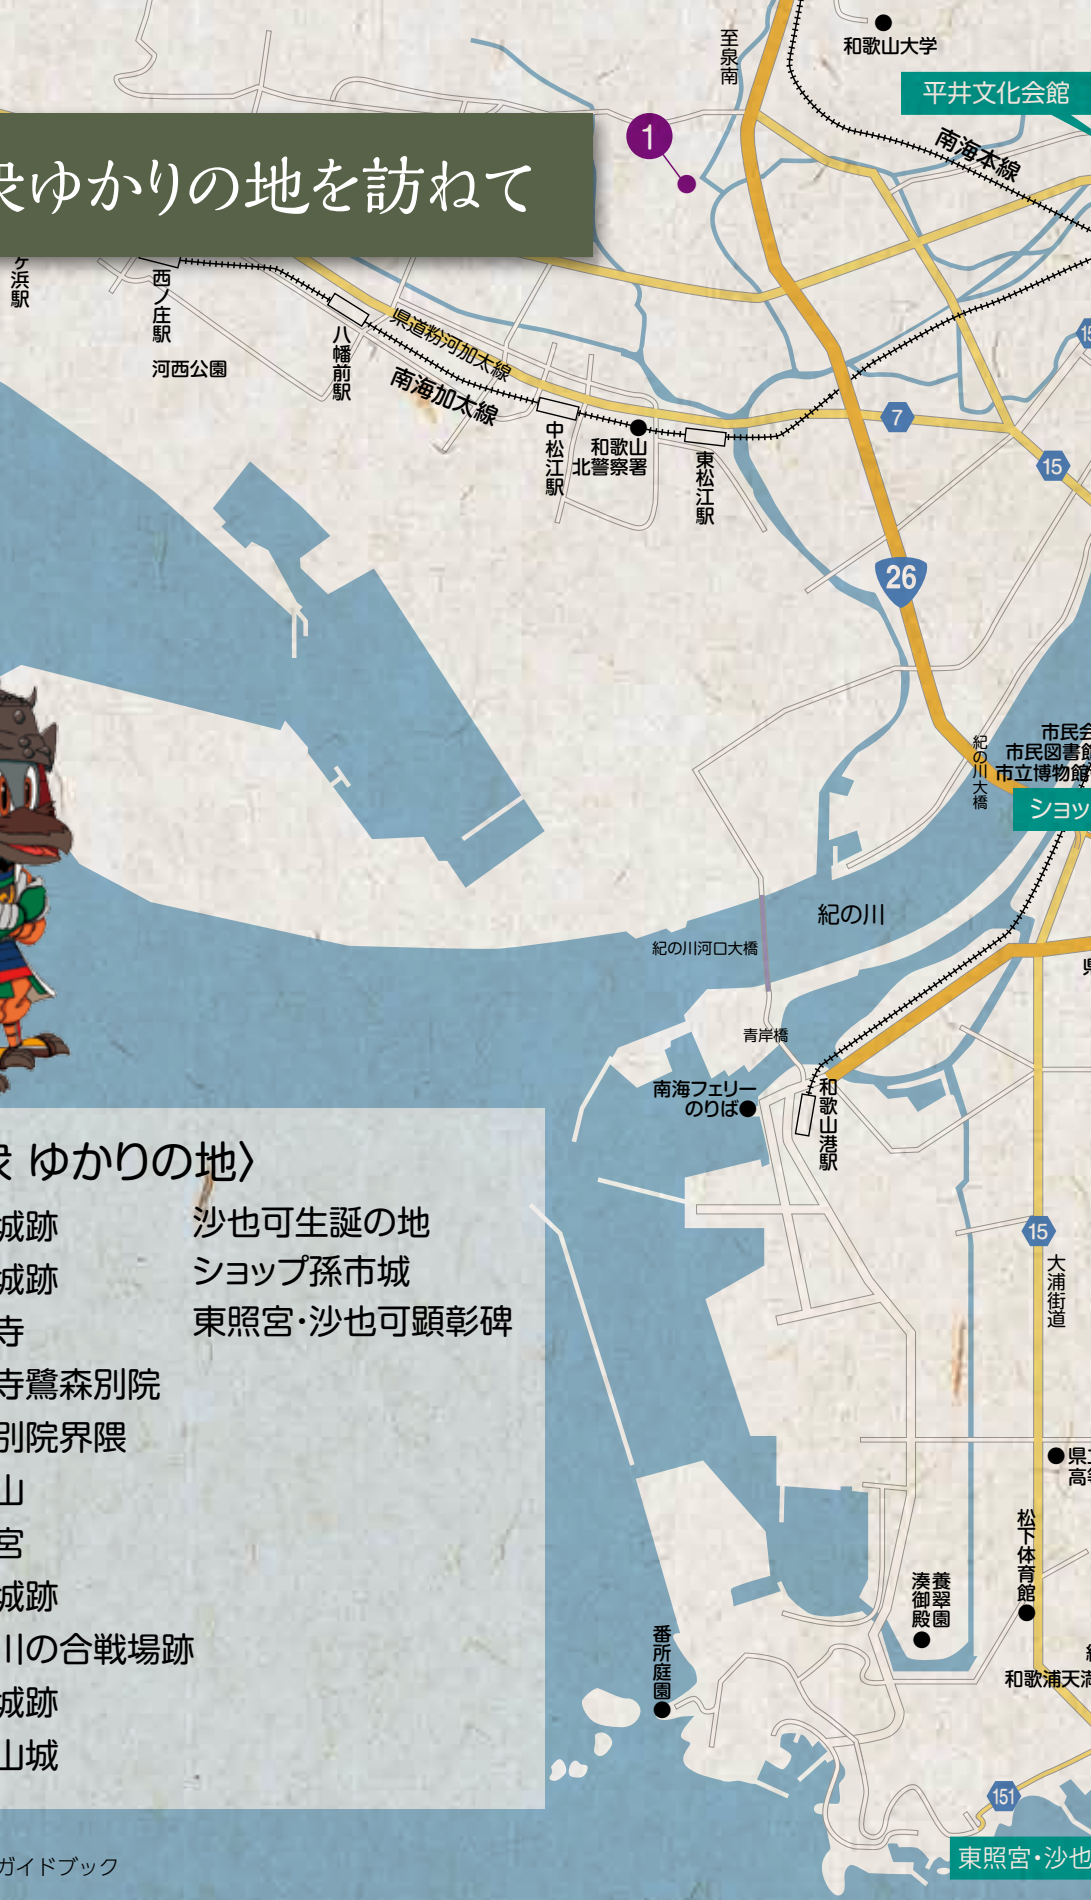 和歌山大学
至泉南
平井文化会館
1
南海本線
ゆかりの地を訪ねて
ケ浜駅
西ノ庄駅
河西公園
八幡前駅
県道粉河加太線
南海加太線
中松江駅
和歌山
北警察署
東松江駅
7
15
15
26
紀の川大橋
市民会
市民図書館
市立博物館
ショッ
紀の川
紀の川河口大橋
青岸橋
南海フェリー
のりば
和歌山港駅
衆 ゆかりの地〉
城跡
城跡
寺
寺鷺森別院
別院界隈
山
宮
城跡
川の合戦場跡
城跡
山城
沙也可生誕の地
ショップ孫市城
東照宮・沙也可顕彰碑
15
大浦街道
県立
高等
松下体育館
養翠園
湊御殿
番所庭園
和歌浦天満
151
東照宮・沙也
ガイドブック